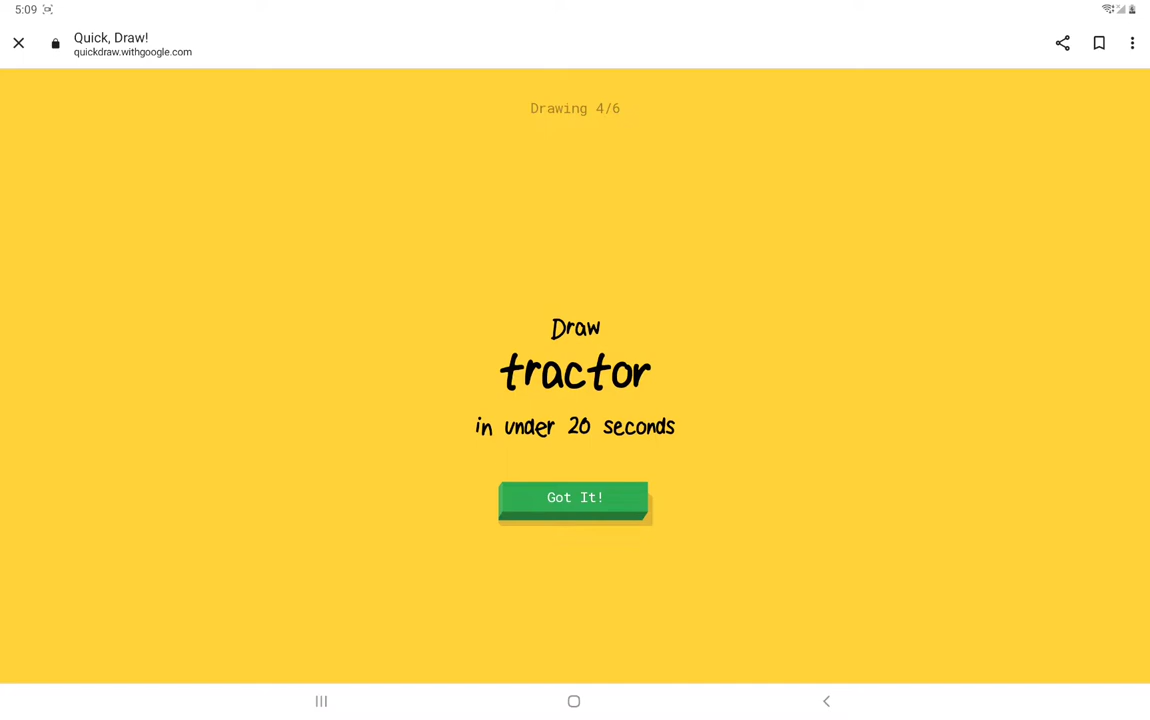 5:09
Quick, Draw!
quickdraw.withgoogle.com
Drawing 4/6
Draw
tractor
in under 20 seconds
Got It!